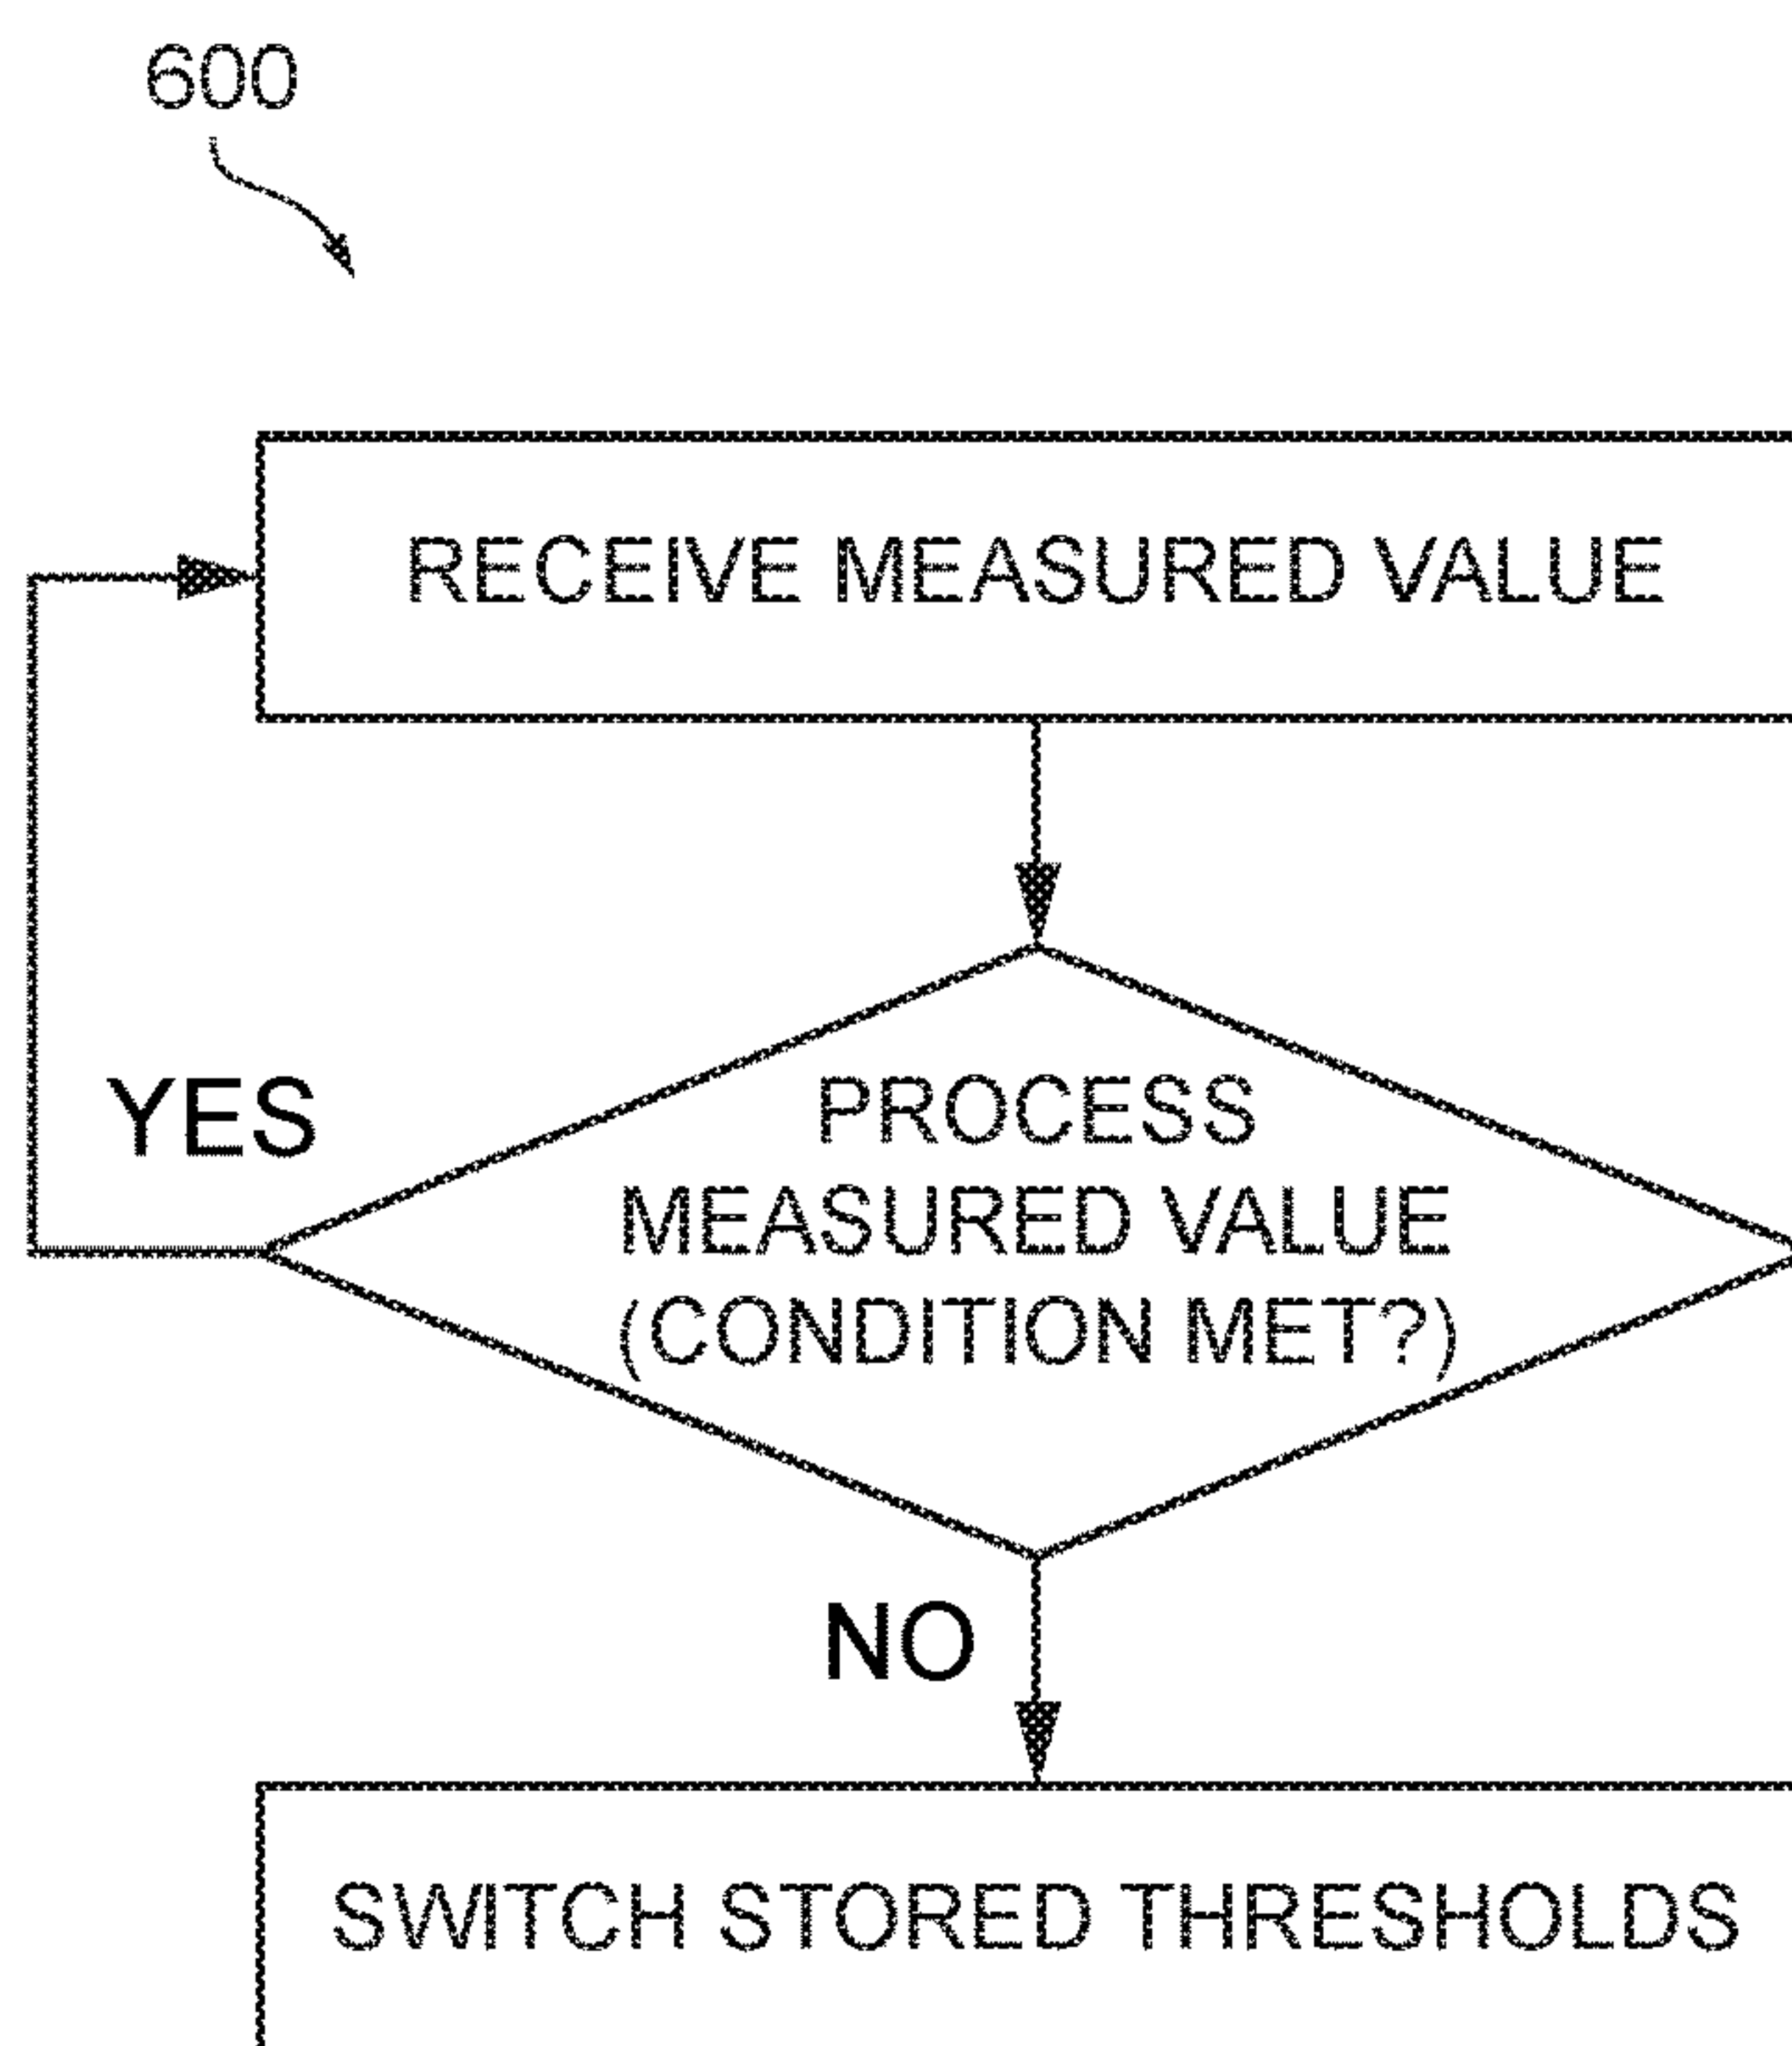 600
RECEIVE MEASURED VALUE
YES
PROCESS
MEASURED VALUE
(CONDITION MET?)
NO
SWITCH STORED THRESHOLDS